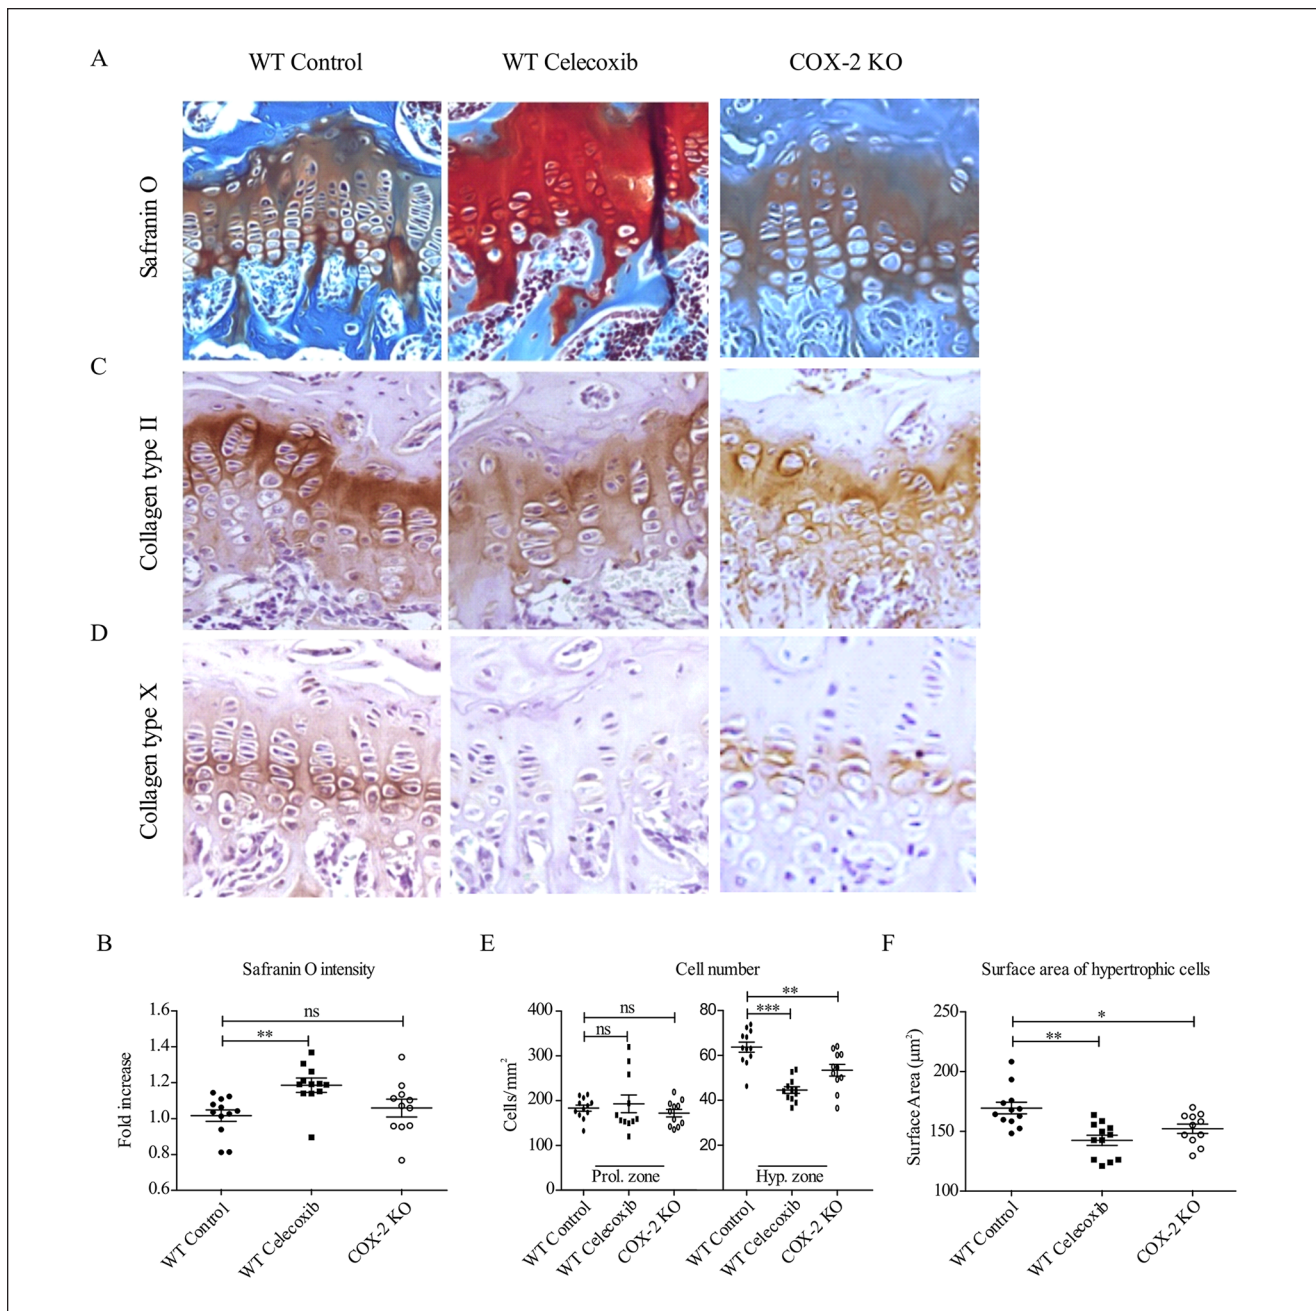 A
WT Control
WT Celecoxib
COX-2 KO
Safranin O
C
Collagen type II
D
Collagen type X
B
Safranin O intensity
Fold increase
1.6
1.4
1.2
1.0
0.8
0.6
ns
**
WT Control
WT Celecoxib
COX-2 KO
E
Cell number
Cells/mm²
400
300
200
100
0
ns
ns
Prol. zone
80
60
40
20
**
***
Hyp. zone
WT Control
WT Celecoxib
COX-2 KO
WT Control
WT Celecoxib
COX-2 KO
F
Surface area of hypertrophic cells
Surface Area (μm²)
250
200
150
100
*
**
WT Control
WT Celecoxib
COX-2 KO